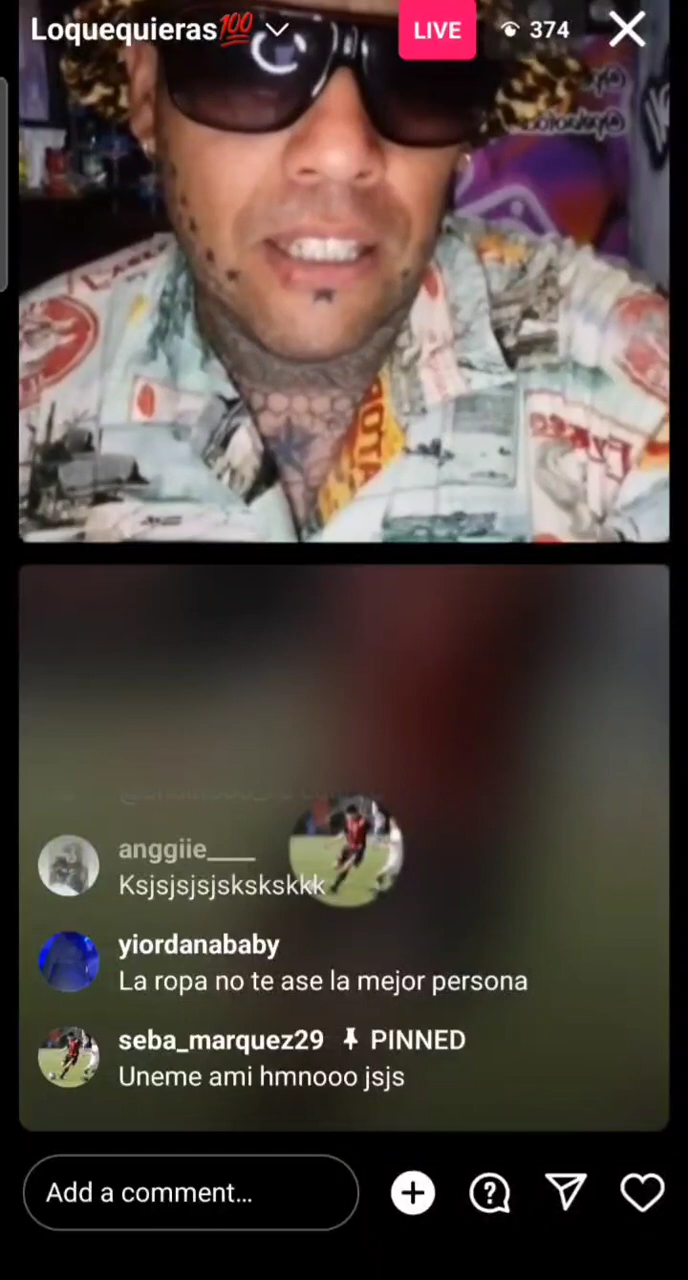 Loquequieras💯
LIVE
374
anggiie____
Ksjsjsjsjskskskkk
yiordanababy
La ropa no te ase la mejor persona
seba_marquez29 PINNED
Uneme ami hmnooo jsjs
Add a comment...